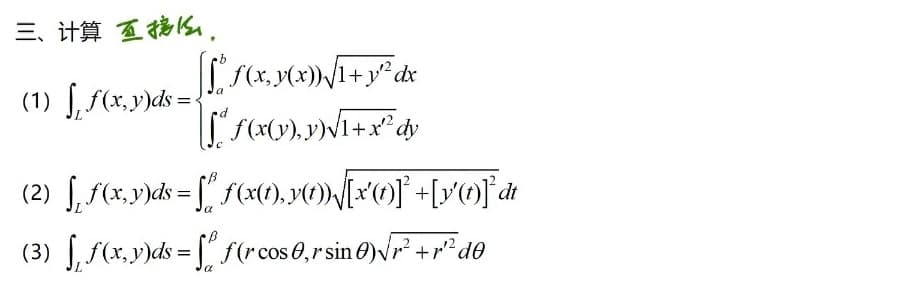 三、计算 直接代.
(1) ∫_L f(x,y)ds = { ∫_a^b f(x,y(x))√(1+y'²) dx
∫_c^d f(x(y),y)√(1+x'²) dy
(2) ∫_L f(x,y)ds = ∫_α^β f(x(t),y(t))√([x'(t)]²+[y'(t)]²) dt
(3) ∫_L f(x,y)ds = ∫_α^β f(r cos θ, r sin θ)√(r²+r'²) dθ